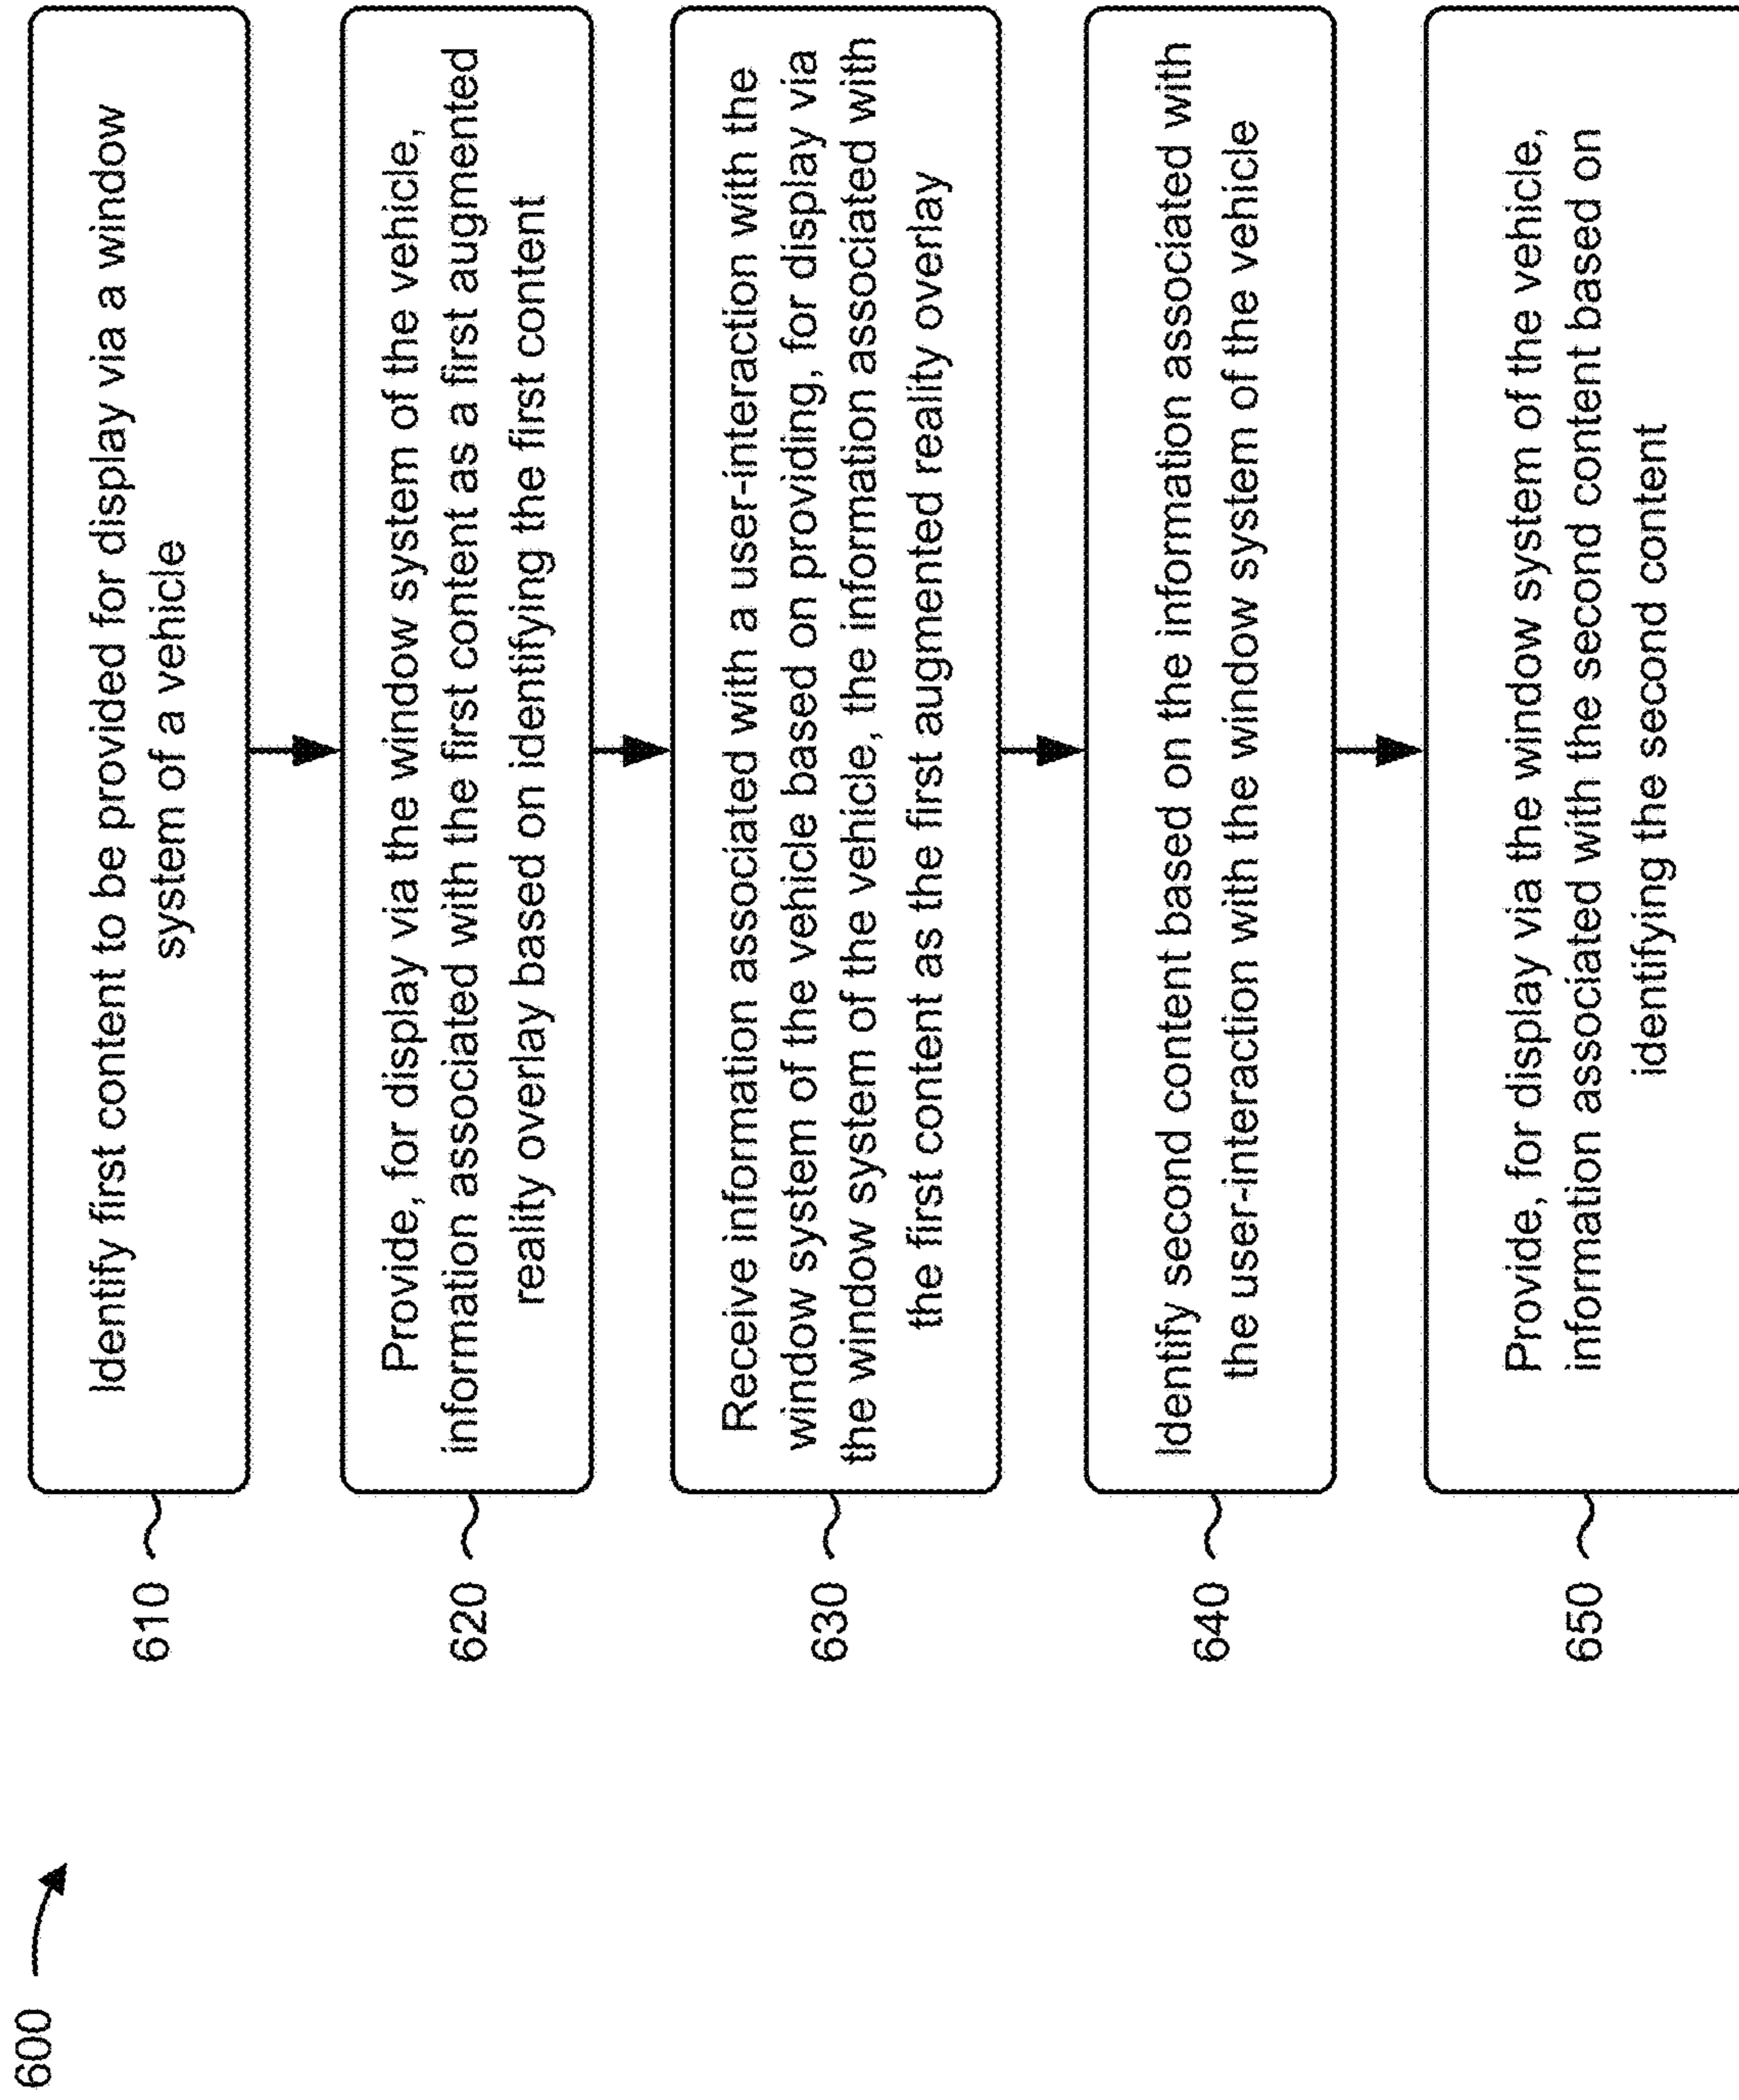 600
610
Identify first content to be provided for display via a window
system of a vehicle
620
Provide, for display via the window system of the vehicle,
information associated with the first content as a first augmented
reality overlay based on identifying the first content
630
Receive information associated with a user-interaction with the
window system of the vehicle based on providing, for display via
the window system of the vehicle, the information associated with
the first content as the first augmented reality overlay
640
Identify second content based on the information associated with
the user-interaction with the window system of the vehicle
650
Provide, for display via the window system of the vehicle,
information associated with the second content based on
identifying the second content